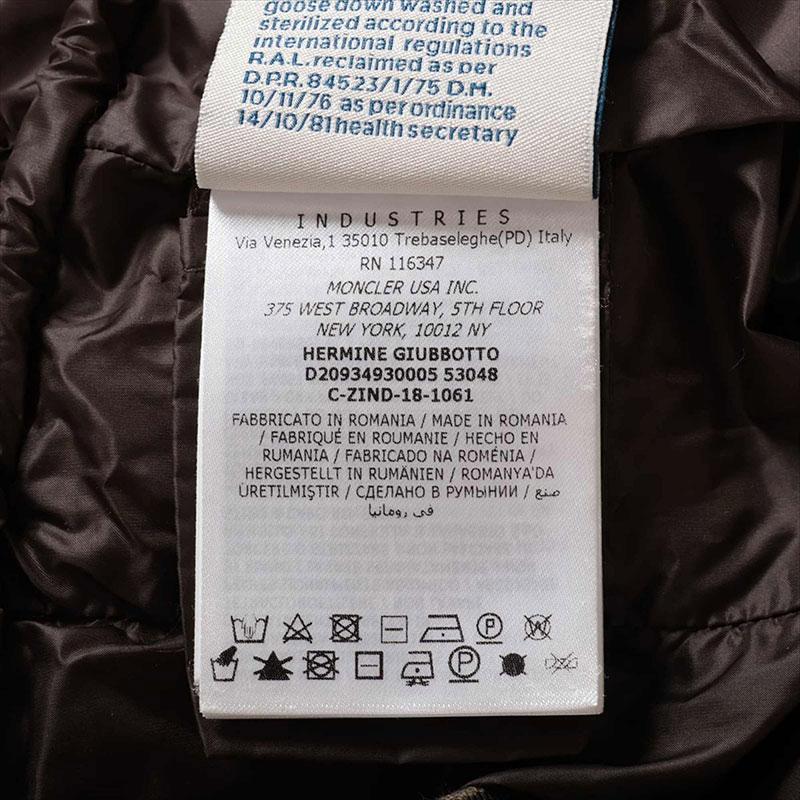 goose down washed and
sterilized according to the
international regulations
R.A.L. reclaimed as per
D.P.R. 84523/1/75 D.M.
10/11/76 as per ordinance
14/10/81 health secretary
INDUSTRIES
Via Venezia,1 35010 Trebaseleghe(PD) Italy
RN 116347
MONCLER USA INC.
375 WEST BROADWAY, 5TH FLOOR
NEW YORK, 10012 NY
HERMINE GIUBBOTTO
D20934930005 53048
C-ZIND-18-1061
FABBRICATO IN ROMANIA / MADE IN ROMANIA
/ FABRIQUÉ EN ROUMANIE / HECHO EN
RUMANIA / FABRICADO NA ROMÉNIA /
HERGESTELLT IN RUMÄNIEN / ROMANYA'DA
ÜRETILMIŞTIR / СДЕЛАНО В РУМЫНИИ / صنع
في رومانيا
P W
P